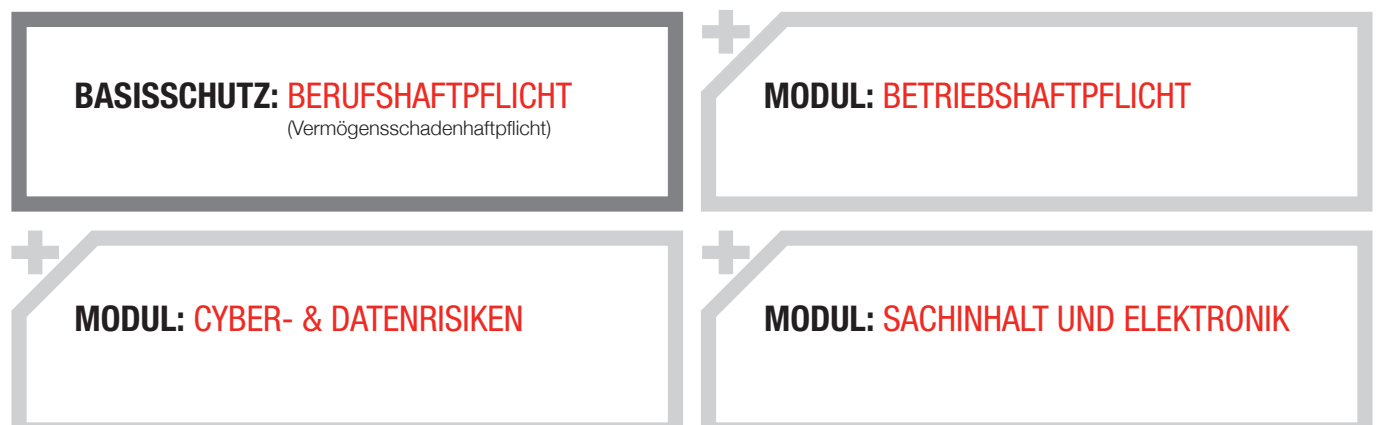 BASISSCHUTZ: BERUFSHAFTPFLICHT
(Vermögensschadenhaftpflicht)
MODUL: BETRIEBSHAFTPFLICHT
MODUL: CYBER- & DATENRISIKEN
MODUL: SACHINHALT UND ELEKTRONIK